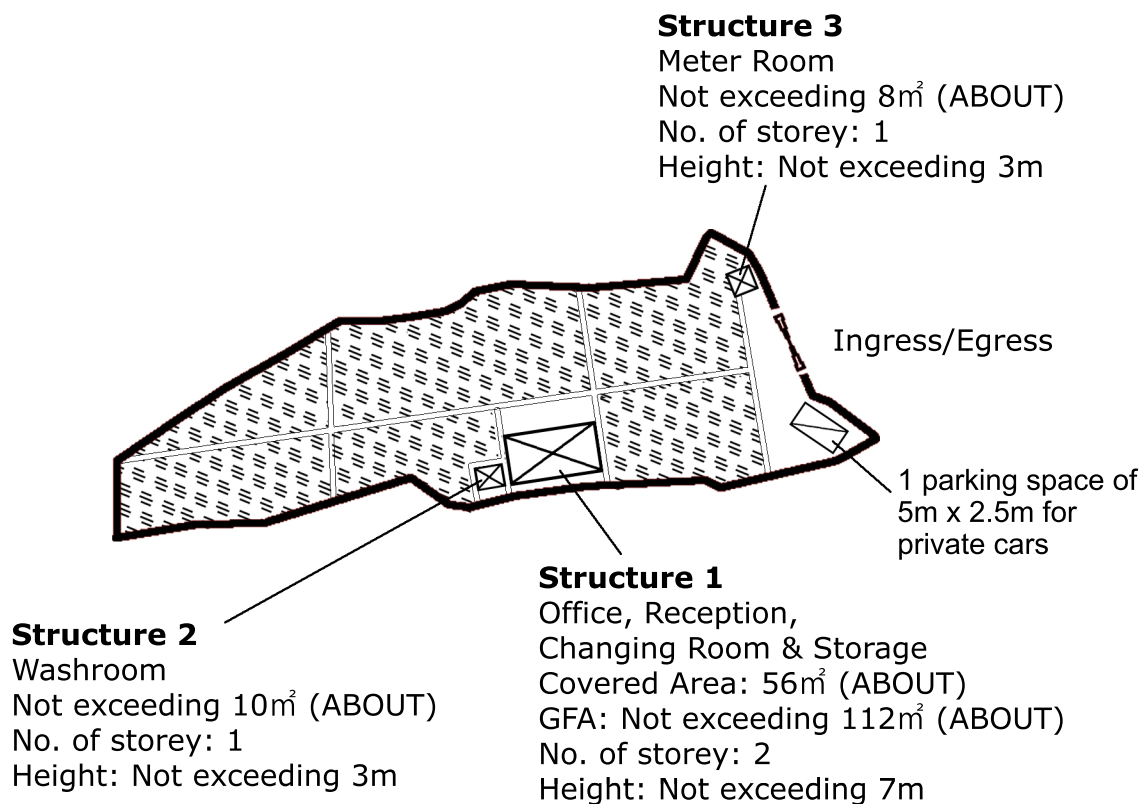 Structure 3
Meter Room
Not exceeding 8㎡ (ABOUT)
No. of storey: 1
Height: Not exceeding 3m
Ingress/Egress
1 parking space of
5m x 2.5m for
private cars
Structure 1
Office, Reception,
Changing Room & Storage
Covered Area: 56㎡ (ABOUT)
GFA: Not exceeding 112㎡ (ABOUT)
No. of storey: 2
Height: Not exceeding 7m
Structure 2
Washroom
Not exceeding 10㎡ (ABOUT)
No. of storey: 1
Height: Not exceeding 3m